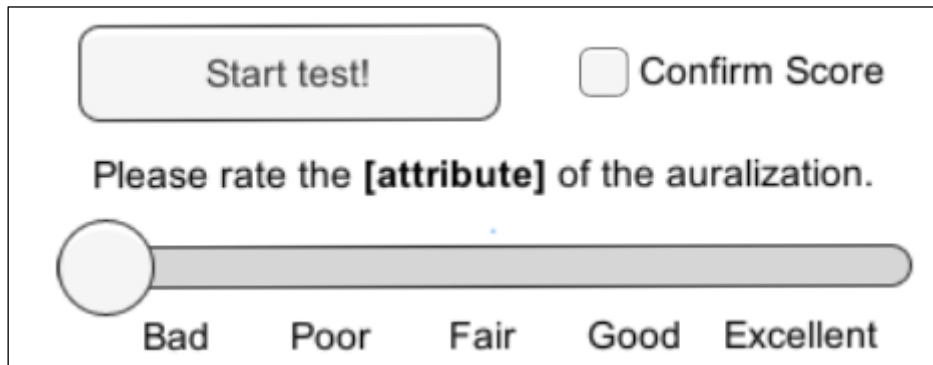 Start test! Confirm Score
Please rate the [attribute] of the auralization.
Bad Poor Fair Good Excellent